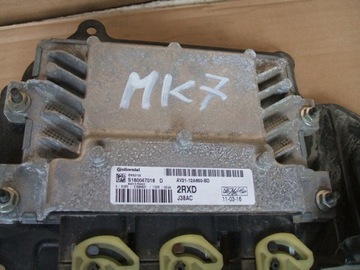 MK7
Continental
S180047018 D
AV21-12A650-BD
2RXD
J38AC
11-03-16